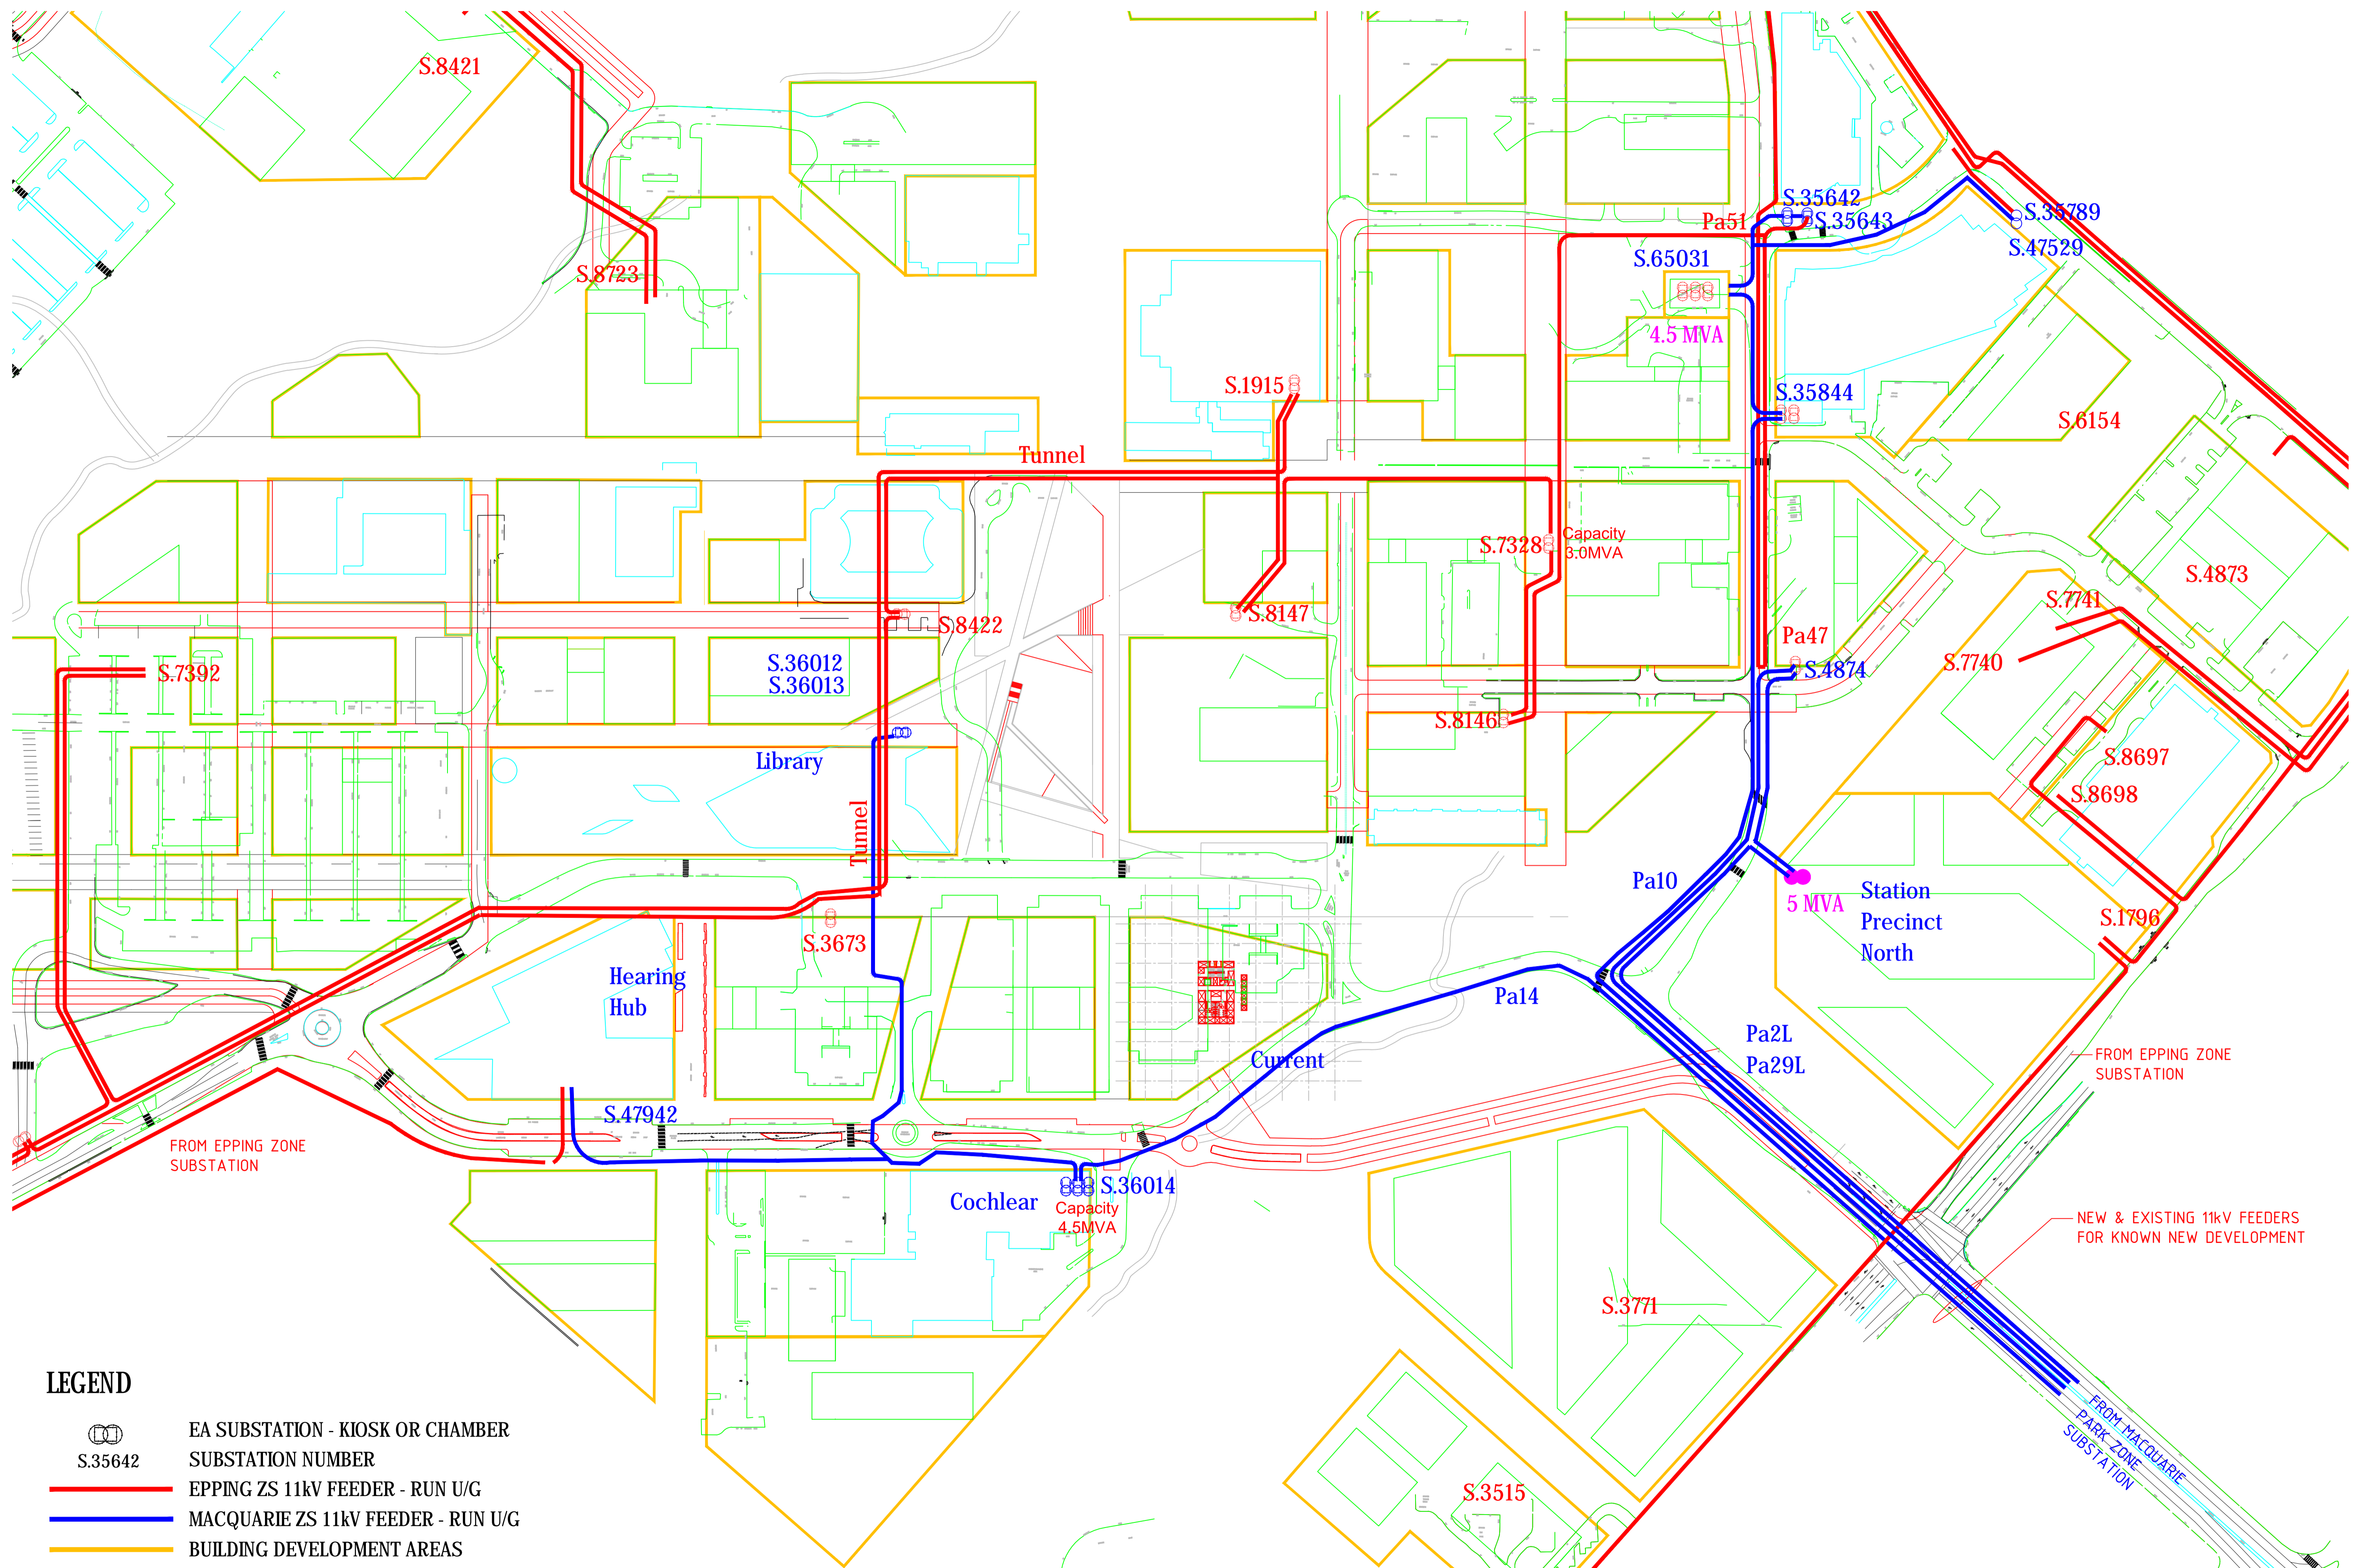 S.8421
S.8723
S.35642
Pa51
S.35643
S.35789
S.47529
S.65031
4.5 MVA
S.1915
S.35844
S.6154
Tunnel
S.7328
Capacity
3.0MVA
S.4873
S.7741
S.8147
S.8422
Pa47
S.7740
S.4874
S.7392
S.36012
S.36013
S.8146
Library
S.8697
S.8698
Tunnel
Pa10
5 MVA
Station
Precinct
North
S.1796
S.3673
Hearing
Hub
Pa14
Pa2L
Pa29L
Current
FROM EPPING ZONE
SUBSTATION
S.47942
FROM EPPING ZONE
SUBSTATION
Cochlear
S.36014
Capacity
4.5MVA
NEW & EXISTING 11kV FEEDERS
FOR KNOWN NEW DEVELOPMENT
S.3771
S.3515
FROM MACQUARIE
PARK ZONE
SUBSTATION
LEGEND
EA SUBSTATION - KIOSK OR CHAMBER
S.35642 SUBSTATION NUMBER
EPPING ZS 11kV FEEDER - RUN U/G
MACQUARIE ZS 11kV FEEDER - RUN U/G
BUILDING DEVELOPMENT AREAS